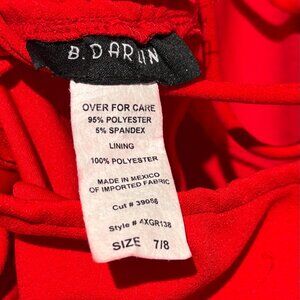 B. DARLIN
OVER FOR CARE
95% POLYESTER
5% SPANDEX
LINING
100% POLYESTER
MADE IN MEXICO
OF IMPORTED FABRIC
Cut # 39058
Style # 4XGR138
SIZE 7/8